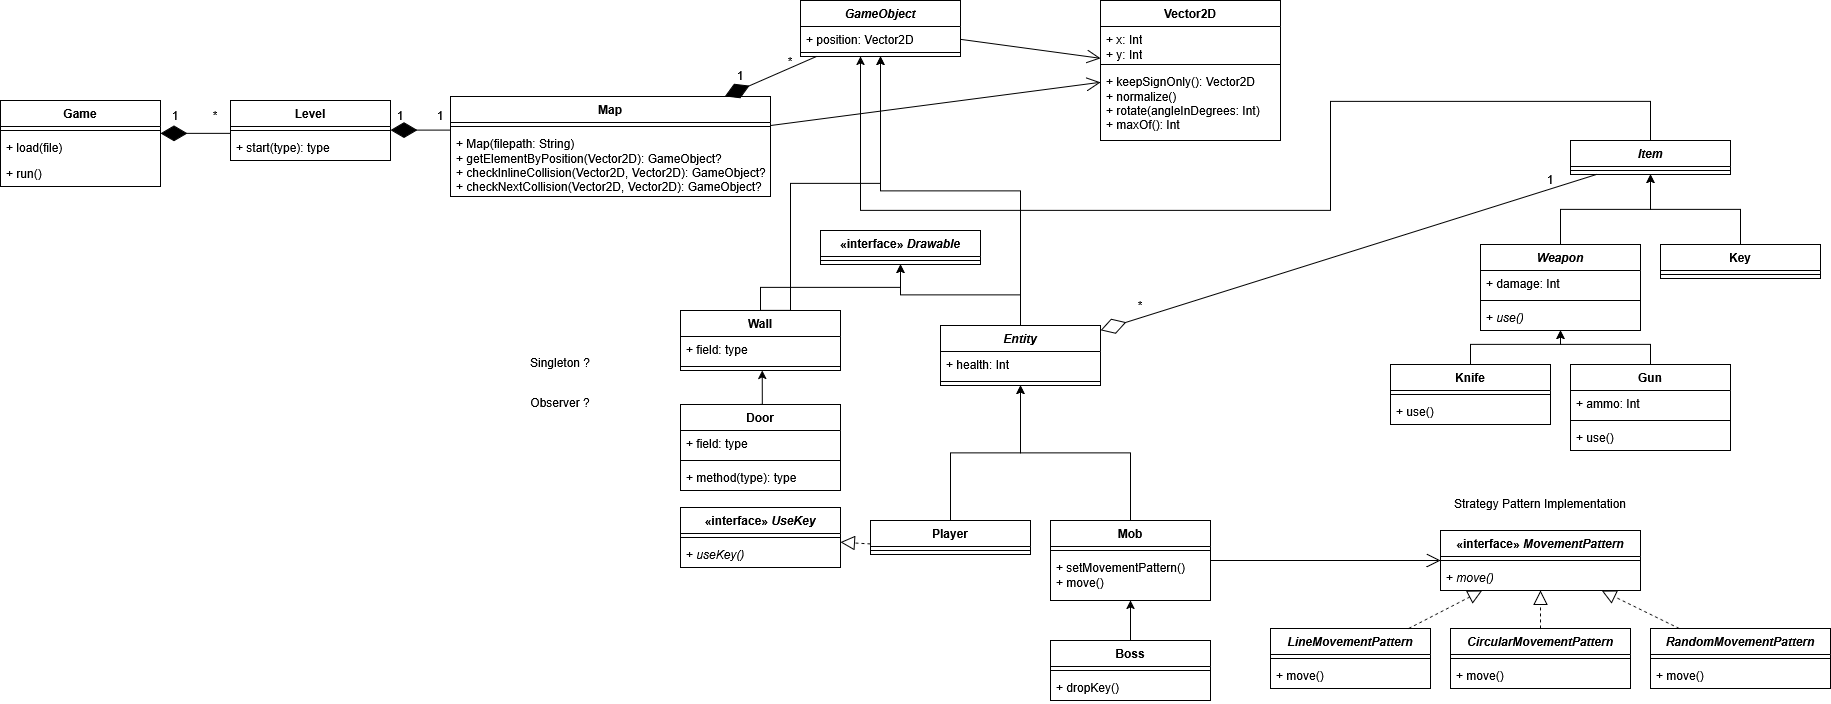 GameObject
+ position: Vector2D
Vector2D
+ x: Int
+ y: Int
+ keepSignOnly(): Vector2D
+ normalize()
+ rotate(angleInDegrees: Int)
+ maxOf(): Int
*
1
Game
+ load(file)
+ run()
1
*
Level
+ start(type): type
1
1
Map
+ Map(filepath: String)
+ getElementByPosition(Vector2D): GameObject?
+ checkInlineCollision(Vector2D, Vector2D): GameObject?
+ checkNextCollision(Vector2D, Vector2D): GameObject?
Item
1
*
«interface» Drawable
Weapon
+ damage: Int
+ use()
Key
Wall
+ field: type
Entity
+ health: Int
Singleton ?
Observer ?
Knife
+ use()
Gun
+ ammo: Int
+ use()
Door
+ field: type
+ method(type): type
«interface» UseKey
+ useKey()
Player
Mob
+ setMovementPattern()
+ move()
Strategy Pattern Implementation
«interface» MovementPattern
+ move()
Boss
+ dropKey()
LineMovementPattern
+ move()
CircularMovementPattern
+ move()
RandomMovementPattern
+ move()